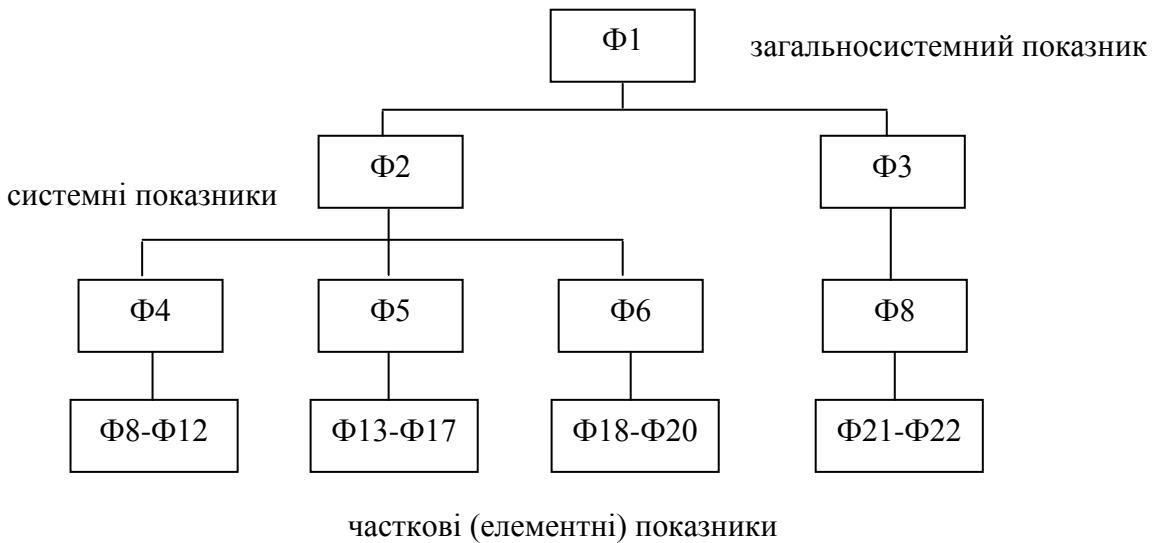 Ф1
загальносистемний показник
Ф2
Ф3
системні показники
Ф4
Ф5
Ф6
Ф8
Ф8-Ф12
Ф13-Ф17
Ф18-Ф20
Ф21-Ф22
часткові (елементні) показники